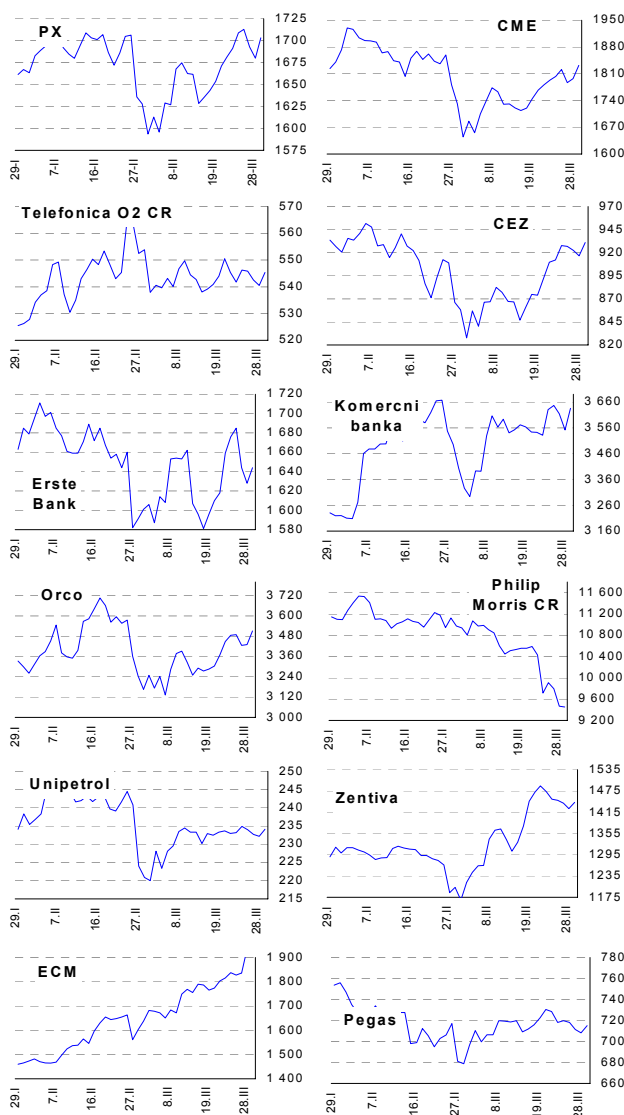 PX
1725
1700
1675
1650
1625
1600
1575
29-I
7-II
16-II
27-II
8-III
19-III
28-III
CME
1950
1880
1810
1740
1670
1600
29.I
7.II
16.II
27.II
8.III
19.III
28.III
Telefonica O2 CR
570
560
550
540
530
520
29.I
7.II
16.II
27.II
8.III
19.III
28.III
CEZ
970
945
920
895
870
845
820
29.I
7.II
16.II
27.II
8.III
19.III
28.III
Erste
Bank
1 720
1 700
1 680
1 660
1 640
1 620
1 600
1 580
29.I
7.II
16.II
27.II
8.III
19.III
28.III
Komercni
banka
3 660
3 560
3 460
3 360
3 260
3 160
29.I
7.II
16.II
27.II
8.III
19.III
28.III
Orco
3 720
3 600
3 480
3 360
3 240
3 120
3 000
29.I
7.II
16.II
27.II
8.III
19.III
28.III
Philip
Morris CR
11 600
11 200
10 800
10 400
10 000
9 600
9 200
29.I
7.II
16.II
27.II
8.III
19.III
28.III
Unipetrol
250
245
240
235
230
225
220
215
29.I
7.II
16.II
27.II
8.III
19.III
28.III
Zentiva
1535
1475
1415
1355
1295
1235
1175
29.I
7.II
16.II
27.II
8.III
19.III
28.III
ECM
1 900
1 800
1 700
1 600
1 500
1 400
29.I
7.II
16.II
27.II
8.III
19.III
28.III
Pegas
780
760
740
720
700
680
660
29.I
7.II
16.II
27.II
8.III
19.III
28.III